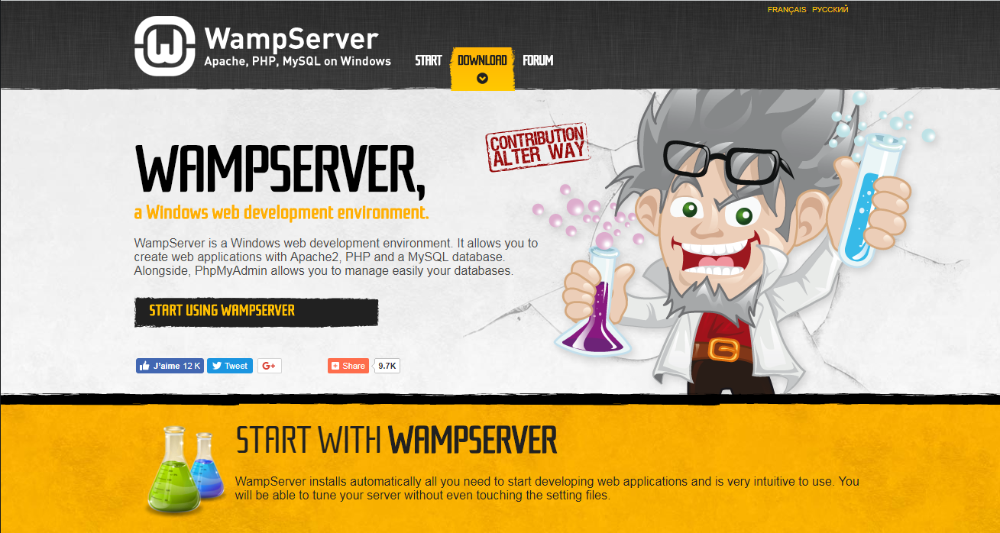 FRANÇAIS РУССКИЙ
WampServer
Apache, PHP, MySQL on Windows
START DOWNLOAD FORUM
CONTRIBUTION
ALTER WAY
WAMPSERVER,
a Windows web development environment.
WampServer is a Windows web development environment. It allows you to
create web applications with Apache2, PHP and a MySQL database.
Alongside, PhpMyAdmin allows you to manage easily your databases.
START USING WAMPSERVER
J'aime 12 K Tweet G+ Share 9.7K
START WITH WAMPSERVER
WampServer installs automatically all you need to start developing web applications and is very intuitive to use. You
will be able to tune your server without even touching the setting files.